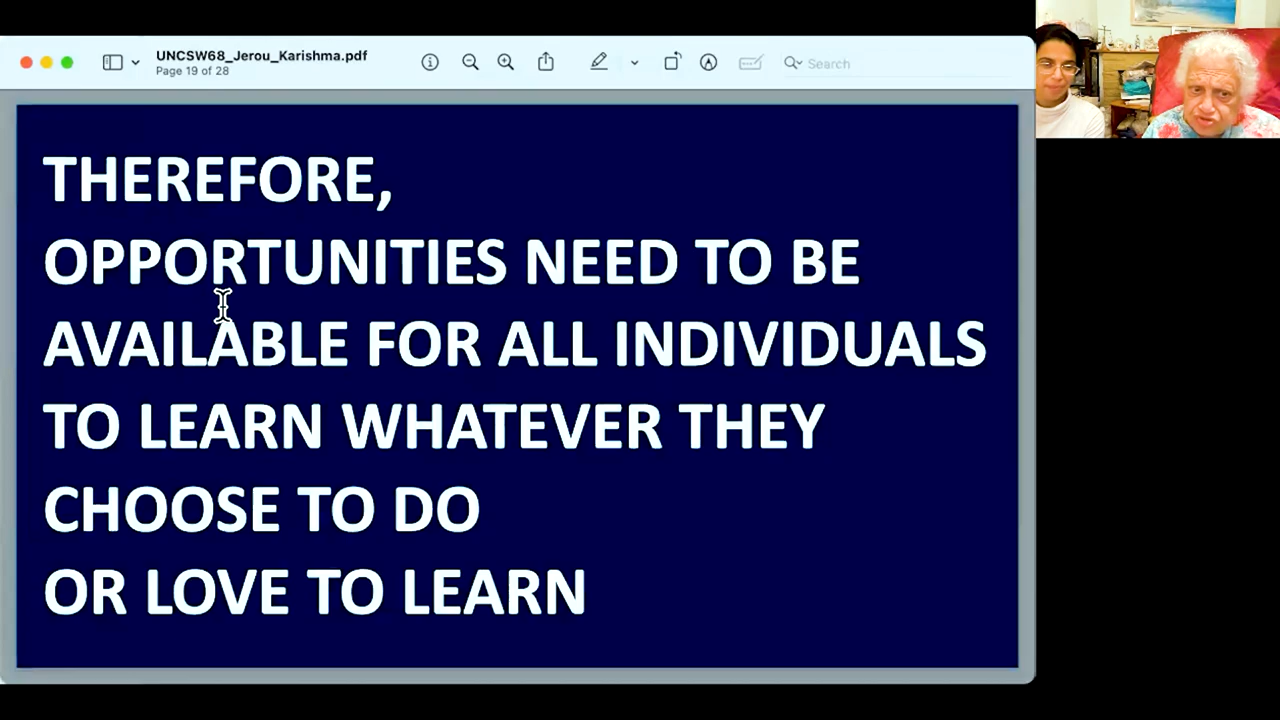 UNCSW68_Jerou_Karishma.pdf
Page 19 of 28
Search
THEREFORE,
OPPORTUNITIES NEED TO BE
AVAILABLE FOR ALL INDIVIDUALS
TO LEARN WHATEVER THEY
CHOOSE TO DO
OR LOVE TO LEARN